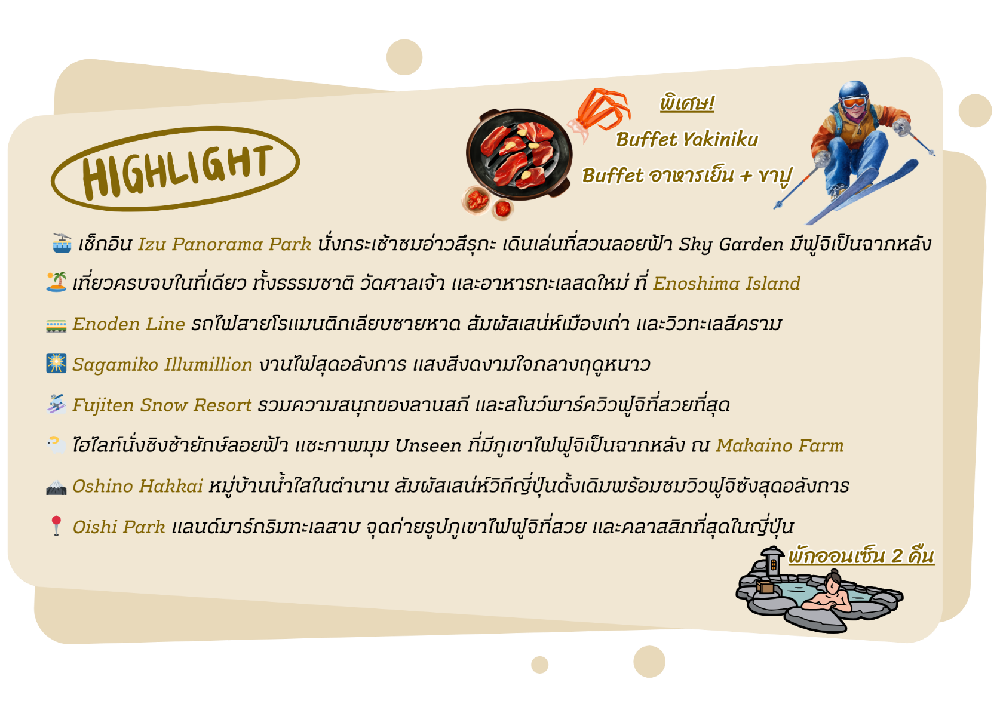 HIGHLIGHT
พิเศษ!
Buffet Yakiniku
Buffet อาหารเย็น + ขาปู
เช็กอิน Izu Panorama Park นั่งกระเช้าชมอ่าวสึรุกะ เดินเล่นที่สวนลอยฟ้า Sky Garden มีฟูจิเป็นฉากหลัง
เที่ยวครบจบในที่เดียว ทั้งธรรมชาติ วัดศาลเจ้า และอาหารทะเลสดใหม่ ที่ Enoshima Island
Enoden Line รถไฟสายโรแมนติกเลียบชายหาด สัมผัสเสน่ห์เมืองเก่า และวิวทะเลสีคราม
Sagamiko Illumillion งานไฟสุดอลังการ แสงสีงดงามใจกลางฤดูหนาว
Fujiten Snow Resort รวมความสนุกของลานสกี และสโนว์พาร์ควิวฟูจิที่สวยที่สุด
ไฮไลท์นั่งชิงช้ายักษ์ลอยฟ้า แชะภาพมุม Unseen ที่มีภูเขาไฟฟูจิเป็นฉากหลัง ณ Makaino Farm
Oshino Hakkai หมู่บ้านน้ำใสในตำนาน สัมผัสเสน่ห์วิถีญี่ปุ่นดั้งเดิมพร้อมชมวิวฟูจิซังสุดอลังการ
Oishi Park แลนด์มาร์กริมทะเลสาบ จุดถ่ายรูปภูเขาไฟฟูจิที่สวย และคลาสสิกที่สุดในญี่ปุ่น
พักออนเซ็น 2 คืน